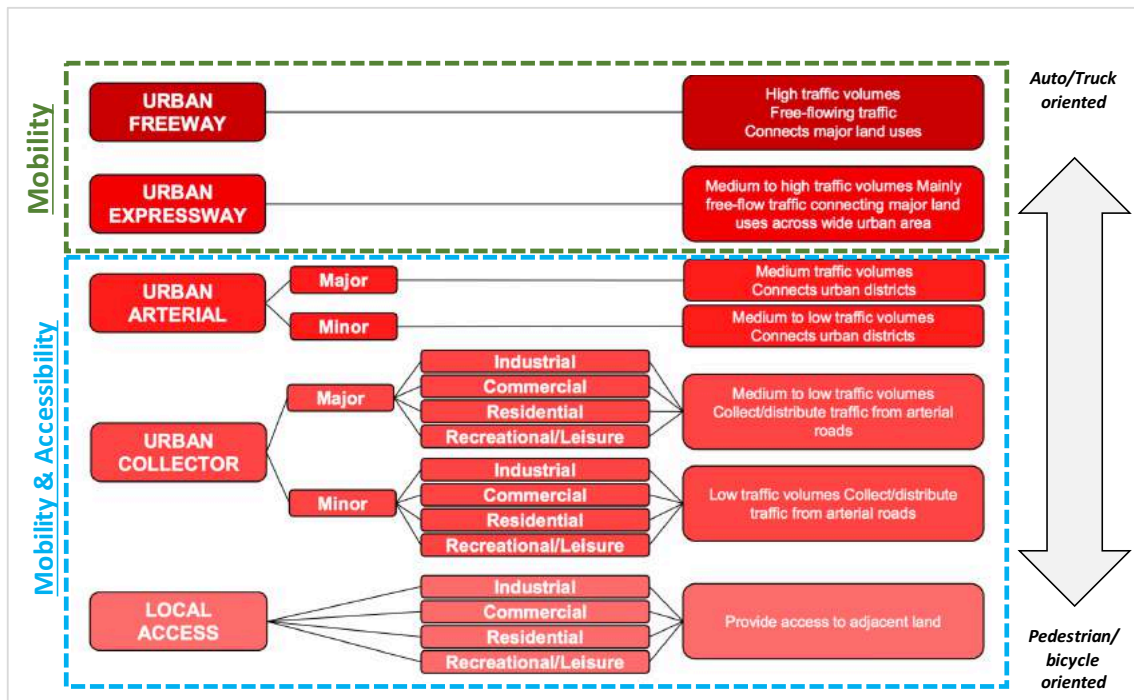 Mobility
URBAN
FREEWAY
High traffic volumes
Free-flowing traffic
Connects major land uses
URBAN
EXPRESSWAY
Medium to high traffic volumes Mainly
free-flow traffic connecting major land
uses across wide urban area
Mobility & Accessibility
URBAN
ARTERIAL
Major
Medium traffic volumes
Connects urban districts
Minor
Medium to low traffic volumes
Connects urban districts
URBAN
COLLECTOR
Major
Industrial
Commercial
Residential
Recreational/Leisure
Medium to low traffic volumes
Collect/distribute traffic from arterial
roads
Minor
Industrial
Commercial
Residential
Recreational/Leisure
Low traffic volumes Collect/distribute
traffic from arterial roads
LOCAL
ACCESS
Industrial
Commercial
Residential
Recreational/Leisure
Provide access to adjacent land
Auto/Truck
oriented
Pedestrian/
bicycle
oriented